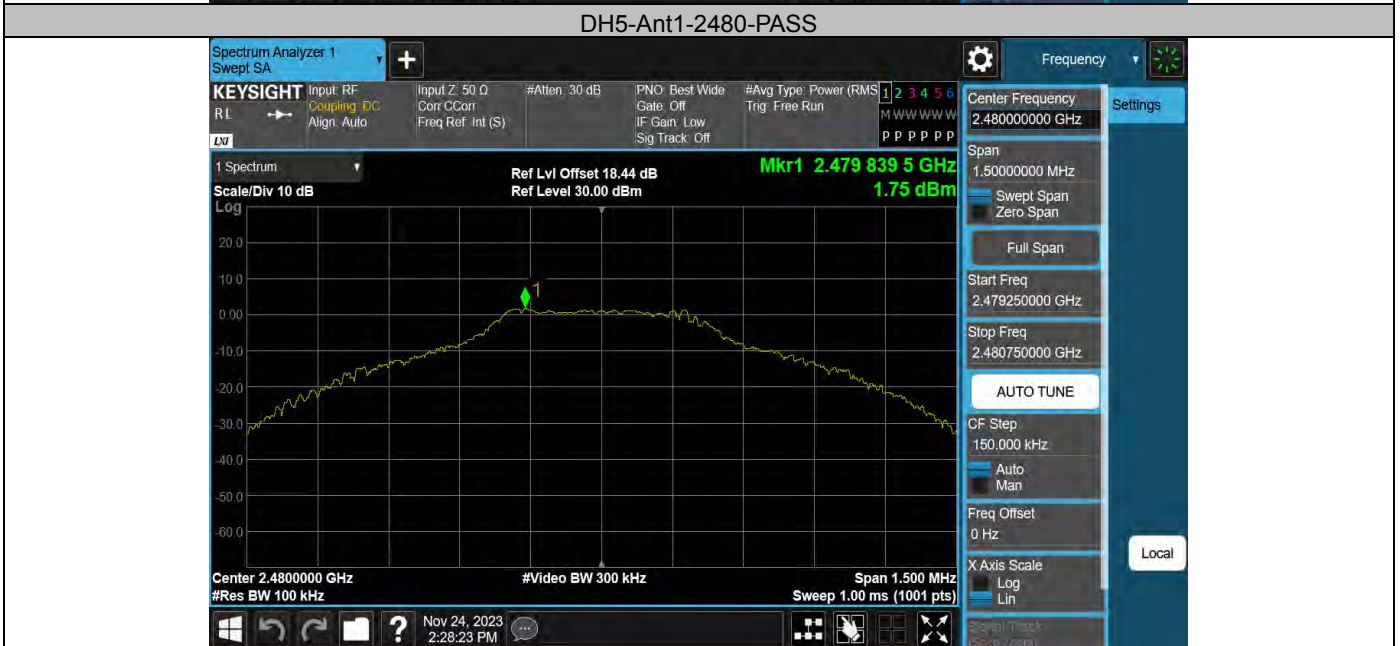 DH5-Ant1-2480-PASS
Spectrum Analyzer 1
Swept SA
+
Frequency
KEYSIGHT
RL
LXI
Input: RF
Coupling: DC
Align: Auto
Input Z: 50 Ω
Corr CCorr
Freq Ref: Int (S)
#Atten: 30 dB
PNO: Best Wide
Gate: Off
IF Gain: Low
Sig Track: Off
#Avg Type: Power (RMS
Trig: Free Run
1 2 3 4 5 6
M W W W W W
P P P P P P
1 Spectrum
Scale/Div 10 dB
Ref Lvl Offset 18.44 dB
Ref Level 30.00 dBm
Mkr1 2.479 839 5 GHz
1.75 dBm
Log
20.0
10.0
0.00
-10.0
-20.0
-30.0
-40.0
-50.0
-60.0
1
Center 2.4800000 GHz
#Res BW 100 kHz
#Video BW 300 kHz
Span 1.500 MHz
Sweep 1.00 ms (1001 pts)
Nov 24, 2023
2:28:23 PM
?
Center Frequency
2.480000000 GHz
Settings
Span
1.50000000 MHz
Swept Span
Zero Span
Full Span
Start Freq
2.479250000 GHz
Stop Freq
2.480750000 GHz
AUTO TUNE
CF Step
150.000 kHz
Auto
Man
Freq Offset
0 Hz
X Axis Scale
Log
Lin
Local
Signal Track